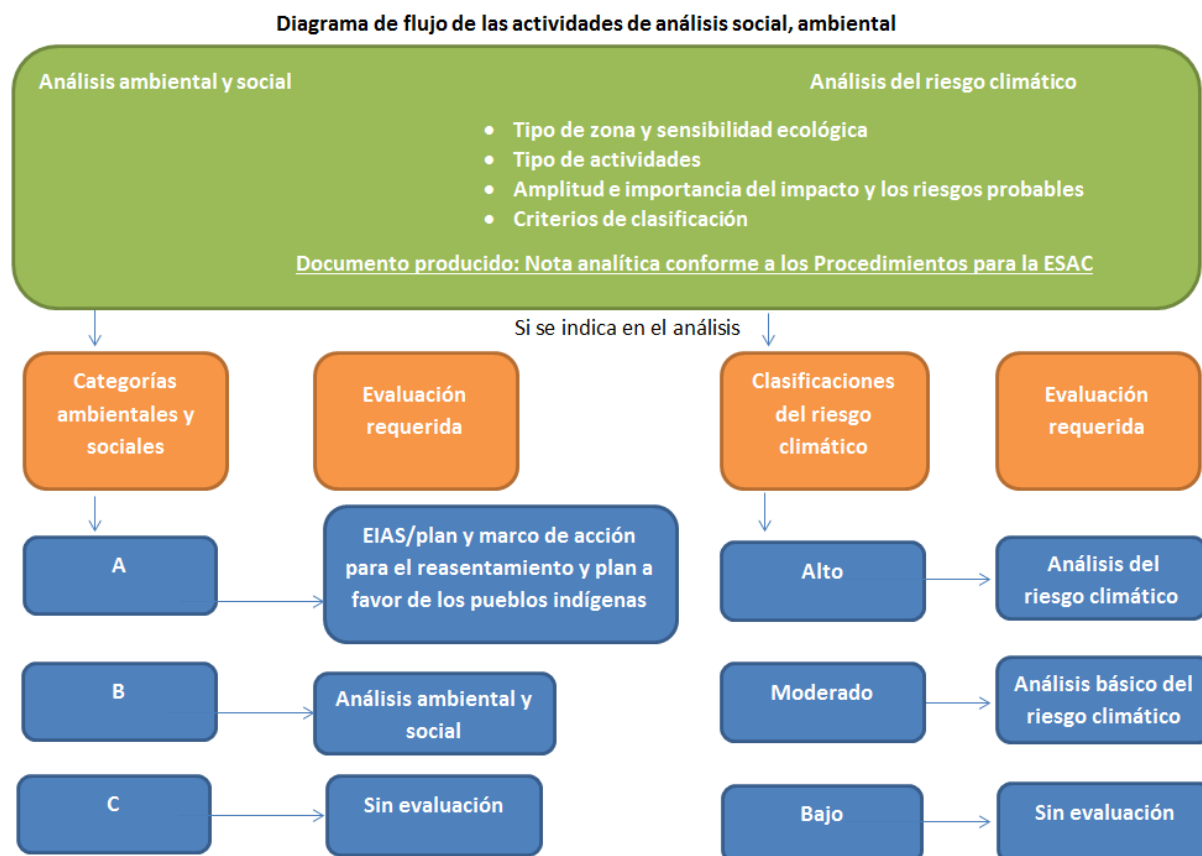 Diagrama de flujo de las actividades de análisis social, ambiental
Análisis ambiental y social
Análisis del riesgo climático
• Tipo de zona y sensibilidad ecológica
• Tipo de actividades
• Amplitud e importancia del impacto y los riesgos probables
• Criterios de clasificación
Documento producido: Nota analítica conforme a los Procedimientos para la ESAC
Si se indica en el análisis
Categorías
ambientales y
sociales
Evaluación
requerida
Clasificaciones
del riesgo
climático
Evaluación
requerida
A
EIAS/plan y marco de acción
para el reasentamiento y plan a
favor de los pueblos indígenas
Alto
Análisis del
riesgo climático
B
Análisis ambiental y
social
Moderado
Análisis básico del
riesgo climático
C
Sin evaluación
Bajo
Sin evaluación